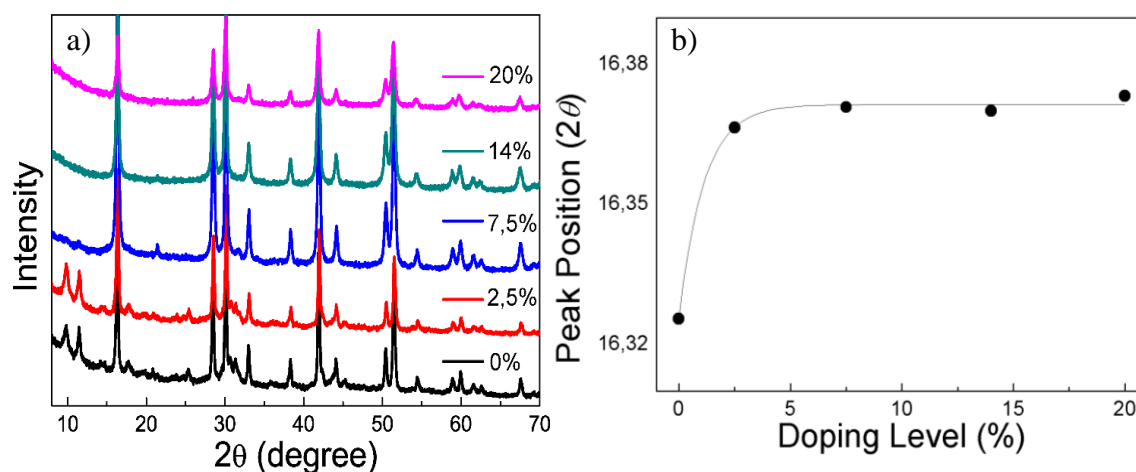 a)
20%
14%
7,5%
2,5%
0%
Intensity
10 20 30 40 50 60 70
2θ (degree)
b)
16,38
16,35
16,32
Peak Position (2θ)
0 5 10 15 20
Doping Level (%)